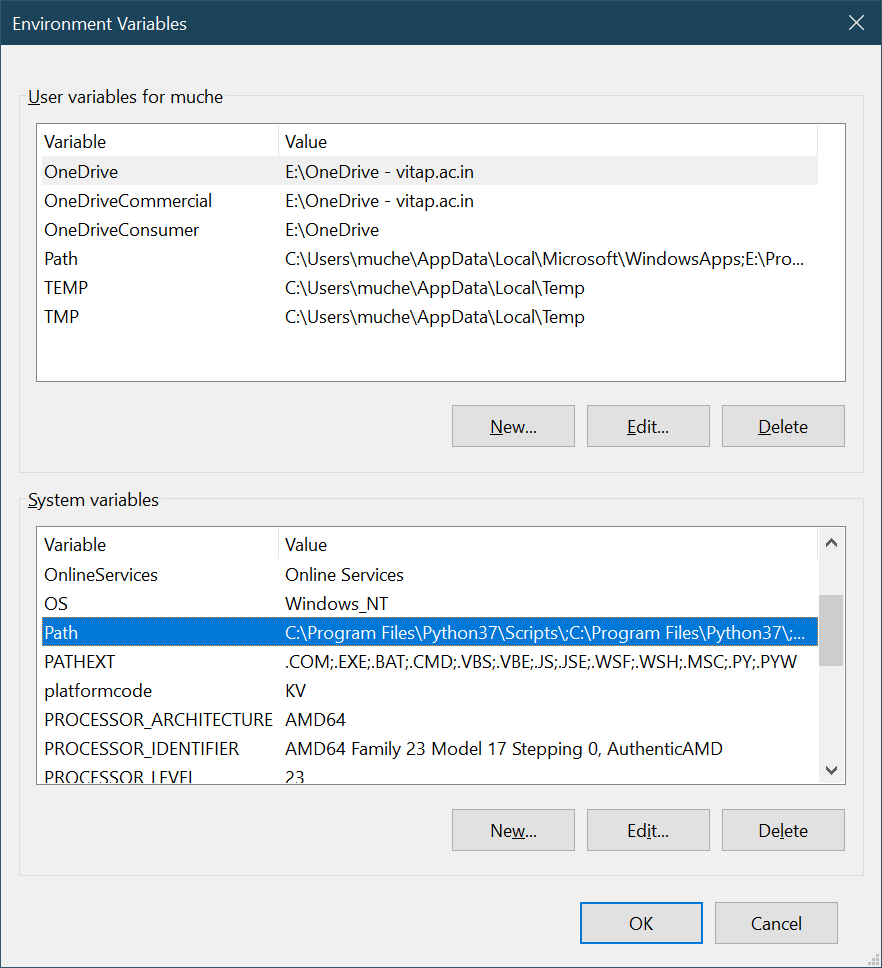 Environment Variables
User variables for muche
Variable Value
OneDrive E:\OneDrive - vitap.ac.in
OneDriveCommercial E:\OneDrive - vitap.ac.in
OneDriveConsumer E:\OneDrive
Path C:\Users\muche\AppData\Local\Microsoft\WindowsApps;E:\Pro...
TEMP C:\Users\muche\AppData\Local\Temp
TMP C:\Users\muche\AppData\Local\Temp
New... Edit... Delete
System variables
Variable Value
OnlineServices Online Services
OS Windows_NT
Path C:\Program Files\Python37\Scripts\;C:\Program Files\Python37\;...
PATHEXT .COM;.EXE;.BAT;.CMD;.VBS;.VBE;.JS;.JSE;.WSF;.WSH;.MSC;.PY;.PYW
platformcode KV
PROCESSOR_ARCHITECTURE AMD64
PROCESSOR_IDENTIFIER AMD64 Family 23 Model 17 Stepping 0, AuthenticAMD
PROCESSOR_LEVEL 23
New... Edit... Delete
OK Cancel